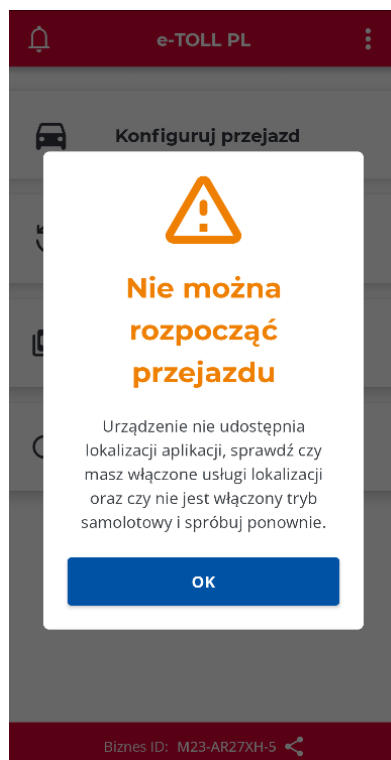 e-TOLL PL
Konfiguruj przejazd
Nie można
rozpocząć
przejazdu
Urządzenie nie udostępnia
lokalizacji aplikacji, sprawdź czy
masz włączone usługi lokalizacji
oraz czy nie jest włączony tryb
samolotowy i spróbuj ponownie.
OK
Biznes ID: M23-AR27XH-5